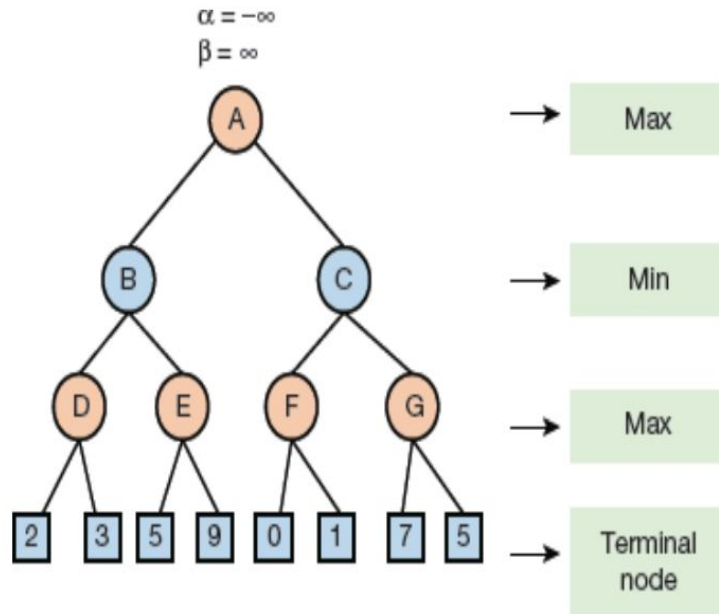 α = -∞
β = ∞
A
Max
B
C
Min
D
E
F
G
Max
2
3
5
9
0
1
7
5
Terminal
node